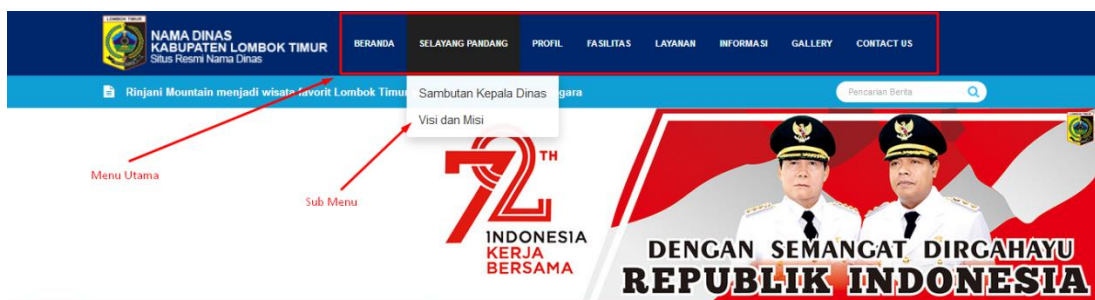 LOMBOK TIMUR
NAMA DINAS
KABUPATEN LOMBOK TIMUR
Situs Resmi Nama Dinas
BERANDA
SELAYANG PANDANG
PROFIL
FASILITAS
LAYANAN
INFORMASI
GALLERY
CONTACT US
Rinjani Mountain menjadi wisata favorit Lombok Timur gara
Pencarian Berita
Sambutan Kepala Dinas
Visi dan Misi
Menu Utama
Sub Menu
72 TH
INDONESIA
KERJA
BERSAMA
DENGAN SEMANGAT DIRGAHAYU
REPUBLIK INDONESIA